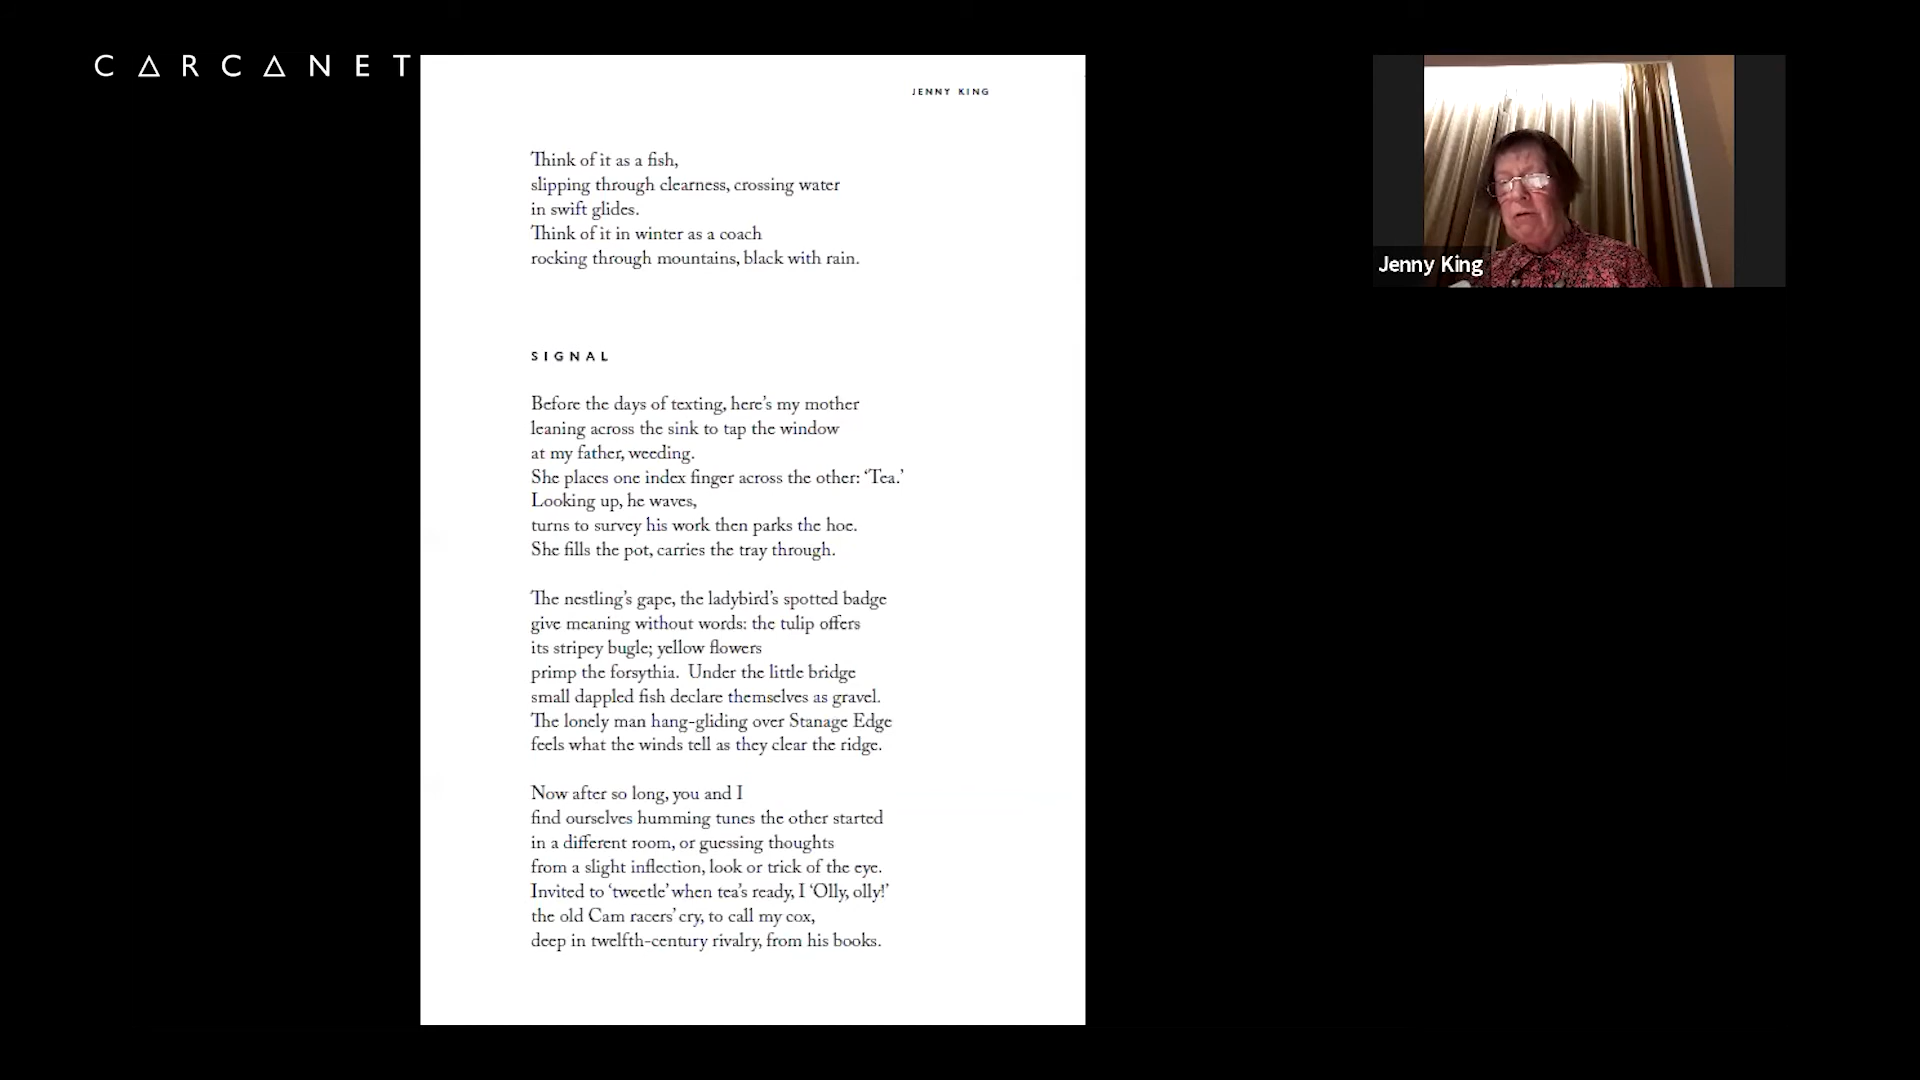 CARCANET
JENNY KING
Think of it as a fish,
slipping through clearness, crossing water
in swift glides.
Think of it in winter as a coach
rocking through mountains, black with rain.
SIGNAL
Before the days of texting, here's my mother
leaning across the sink to tap the window
at my father, weeding.
She places one index finger across the other: ‘Tea.’
Looking up, he waves,
turns to survey his work then parks the hoe.
She fills the pot, carries the tray through.
The nestling's gape, the ladybird's spotted badge
give meaning without words: the tulip offers
its stripey bugle; yellow flowers
primp the forsythia.  Under the little bridge
small dappled fish declare themselves as gravel.
The lonely man hang-gliding over Stanage Edge
feels what the winds tell as they clear the ridge.
Now after so long, you and I
find ourselves humming tunes the other started
in a different room, or guessing thoughts
from a slight inflection, look or trick of the eye.
Invited to ‘tweetle’ when tea's ready, I ‘Olly, olly!’
the old Cam racers' cry, to call my cox,
deep in twelfth-century rivalry, from his books.
Jenny King